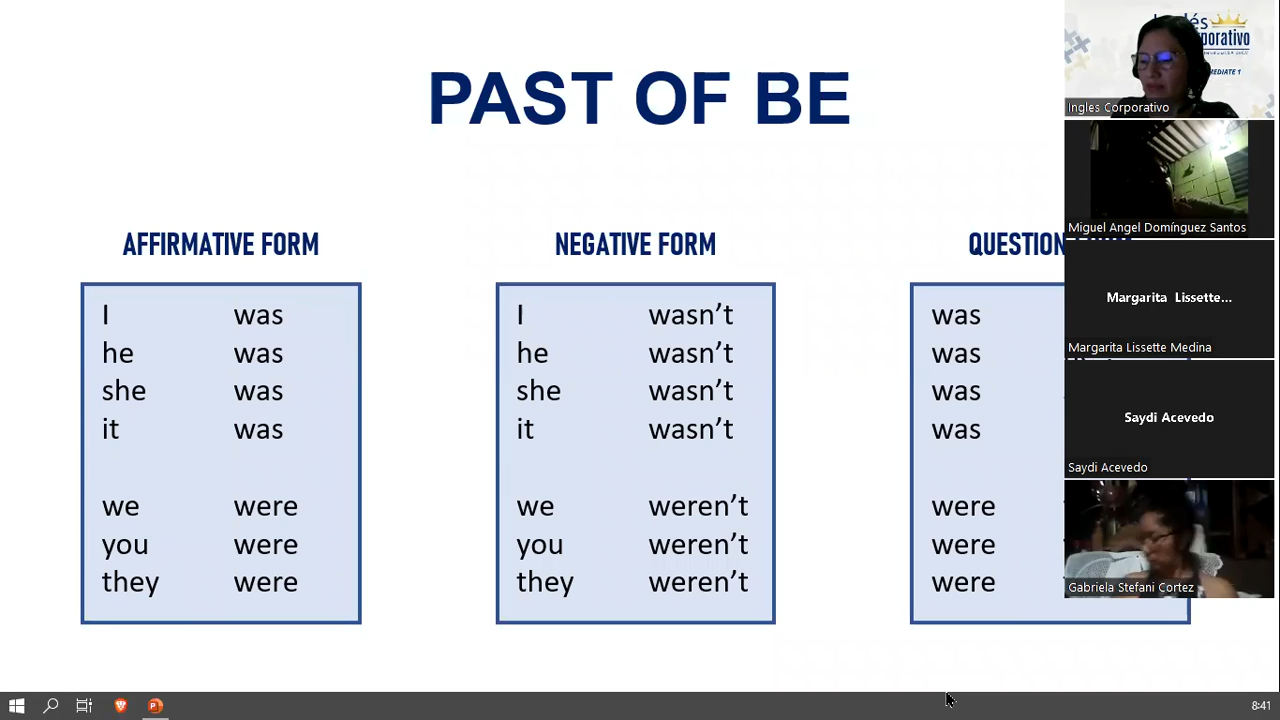 PAST OF BE
AFFIRMATIVE FORM
I was
he was
she was
it was
we were
you were
they were
NEGATIVE FORM
I wasn't
he wasn't
she wasn't
it wasn't
we weren't
you weren't
they weren't
QUESTION
was
was
was
was
were
were
were
Ingles Corporativo
Miguel Angel Domínguez Santos
Margarita Lissette...
Margarita Lissette Medina
Saydi Acevedo
Saydi Acevedo
Gabriela Stefani Cortez
8:41